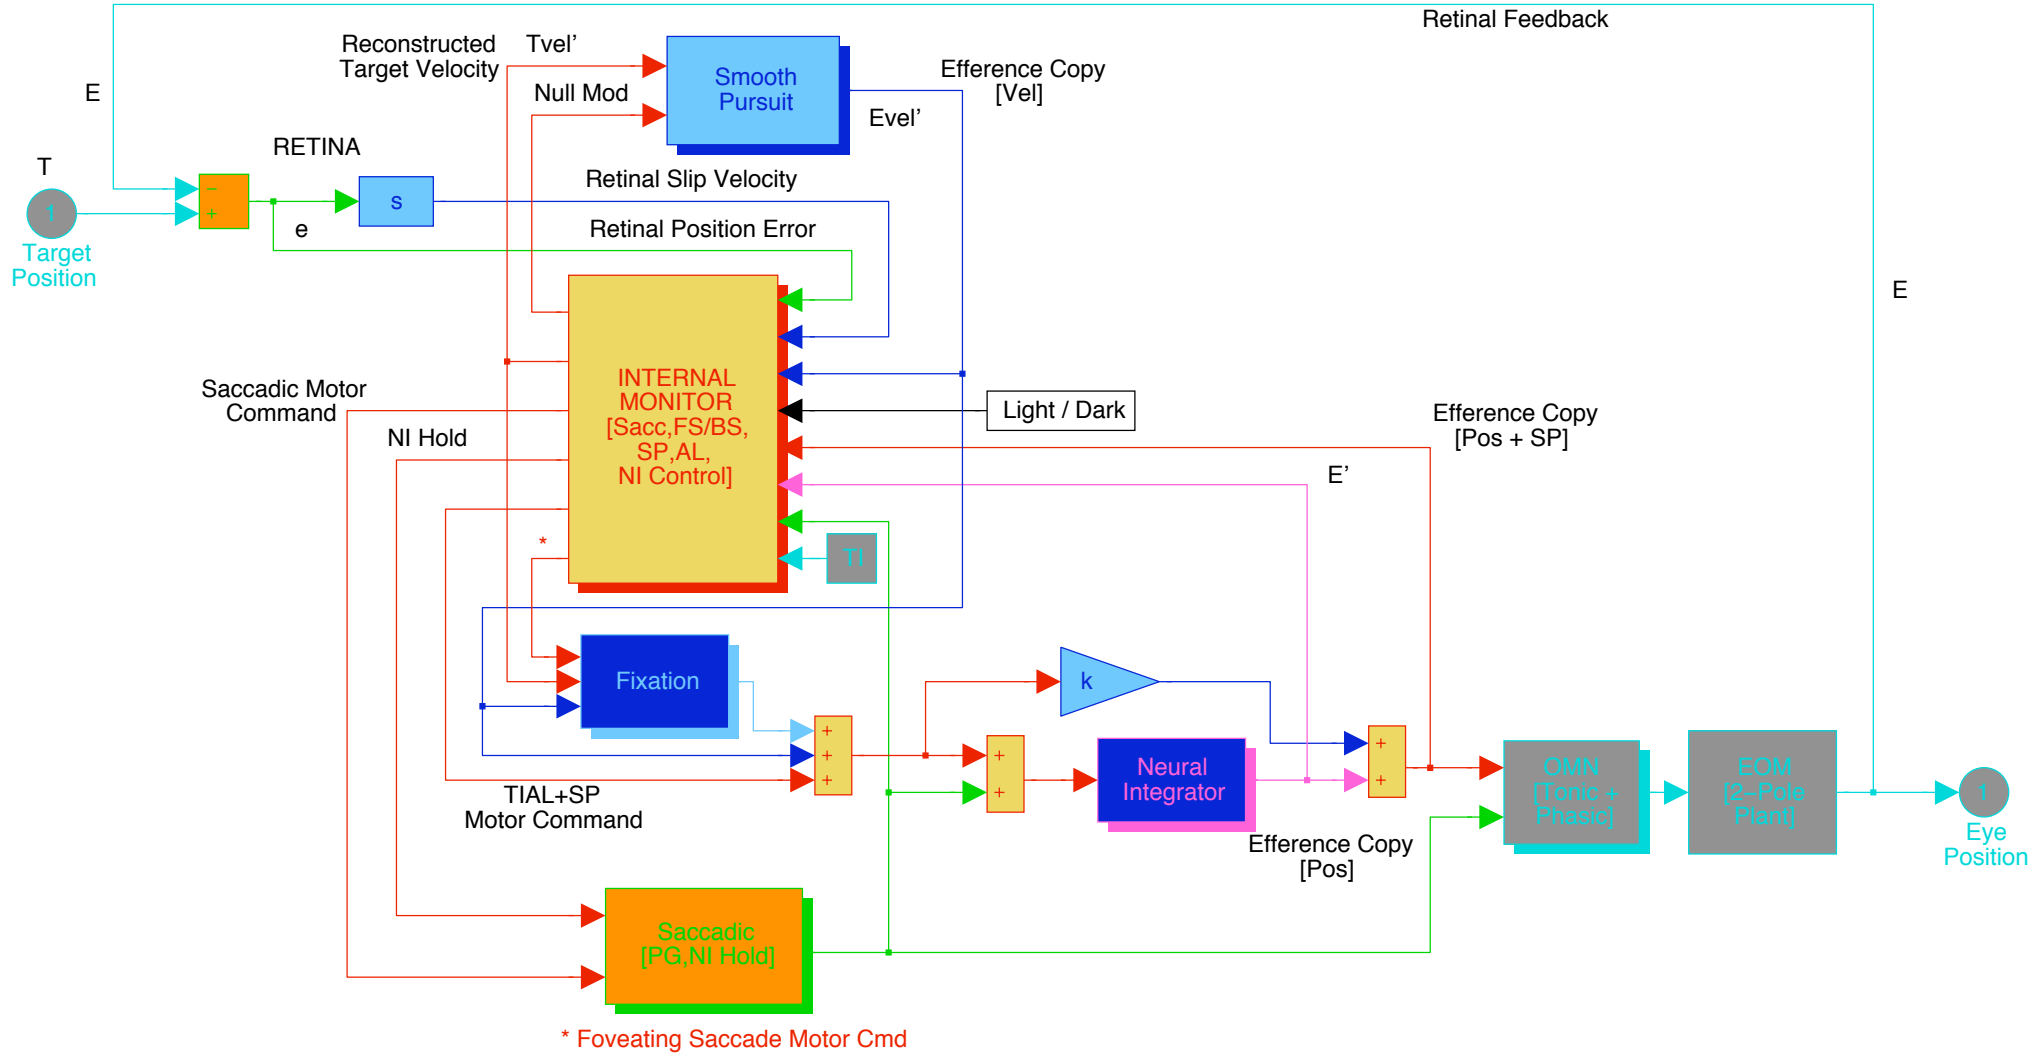 Retinal Feedback
Reconstructed
Target Velocity
Tvel’
Smooth
Pursuit
Efference Copy
[Vel]
E
Null Mod
Evel’
RETINA
T
Retinal Slip Velocity
−
+
s
1
e
Retinal Position Error
Target
Position
E
INTERNAL
MONITOR
[Sacc,FS/BS,
SP,AL,
NI Control]
Saccadic Motor
Command
NI Hold
Light / Dark
Efference Copy
[Pos + SP]
E’
*
TI
Fixation
k
+
+
+
+
+
Neural
Integrator
+
+
OMN
[Tonic +
Phasic]
EOM
[2−Pole
Plant]
1
Eye
Position
TIAL+SP
Motor Command
Efference Copy
[Pos]
Saccadic
[PG,NI Hold]
* Foveating Saccade Motor Cmd